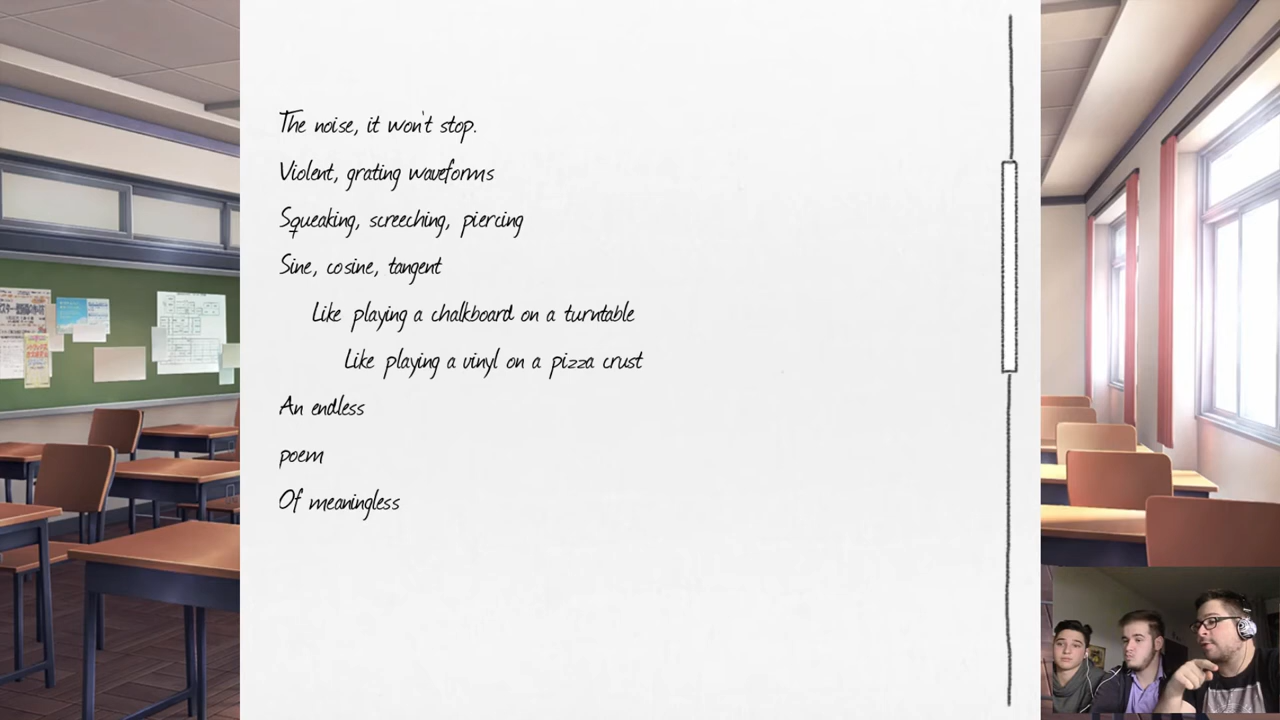 The noise, it won't stop.
Violent, grating waveforms
Squeaking, screeching, piercing
Sine, cosine, tangent
Like playing a chalkboard on a turntable
Like playing a vinyl on a pizza crust
An endless
poem
Of meaningless